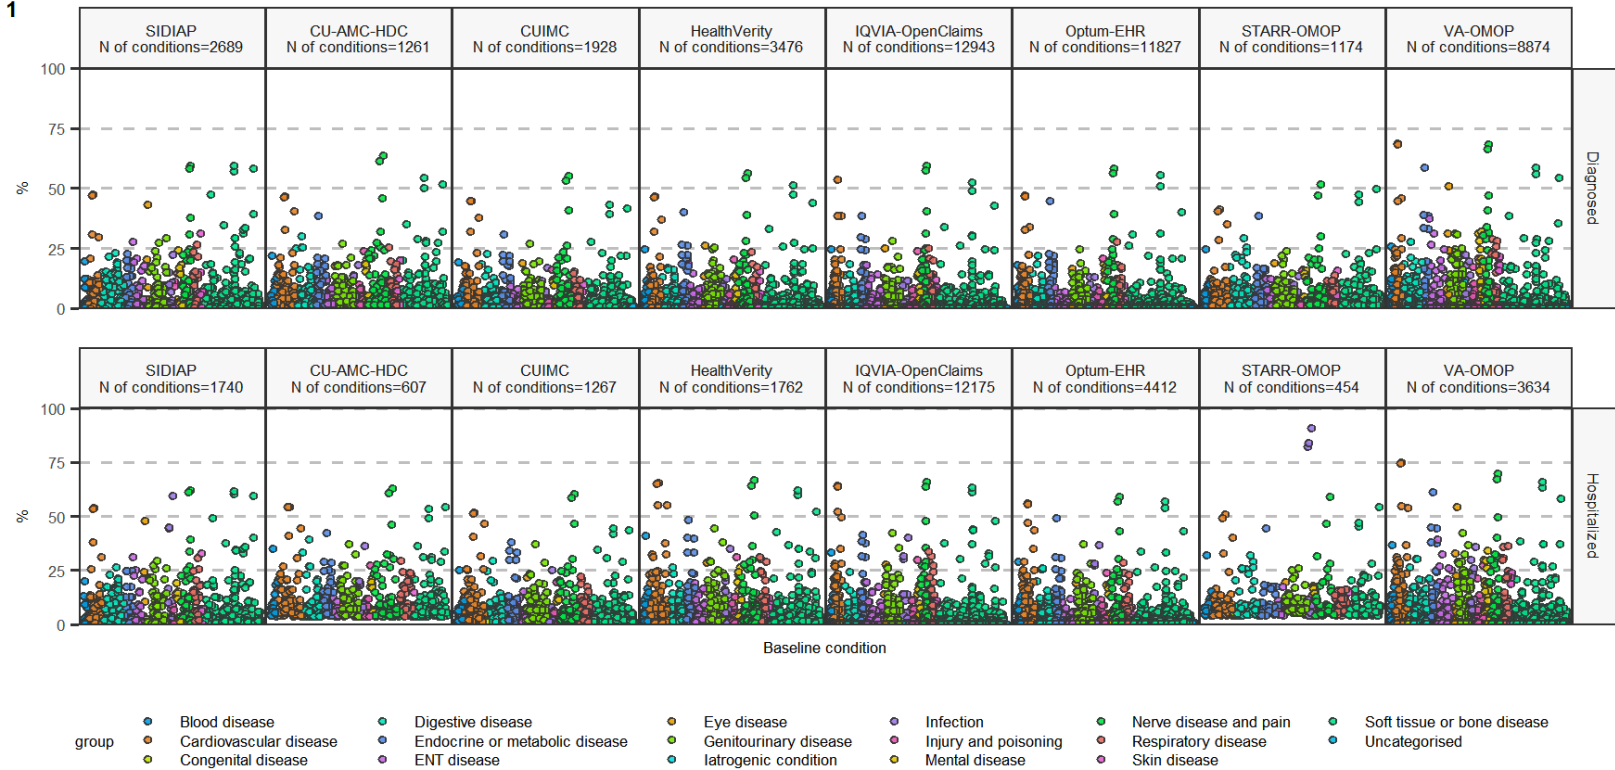 1
SIDIAP
N of conditions=2689
CU-AMC-HDC
N of conditions=1261
CUIMC
N of conditions=1928
HealthVerity
N of conditions=3476
IQVIA-OpenClaims
N of conditions=12943
Optum-EHR
N of conditions=11827
STARR-OMOP
N of conditions=1174
VA-OMOP
N of conditions=8874
100
75
50
25
0
%
Diagnosed
SIDIAP
N of conditions=1740
CU-AMC-HDC
N of conditions=607
CUIMC
N of conditions=1267
HealthVerity
N of conditions=1762
IQVIA-OpenClaims
N of conditions=12175
Optum-EHR
N of conditions=4412
STARR-OMOP
N of conditions=454
VA-OMOP
N of conditions=3634
100
75
50
25
0
%
Hospitalized
Baseline condition
group
Blood disease
Cardiovascular disease
Congenital disease
Digestive disease
Endocrine or metabolic disease
ENT disease
Eye disease
Genitourinary disease
Iatrogenic condition
Infection
Injury and poisoning
Mental disease
Nerve disease and pain
Respiratory disease
Skin disease
Soft tissue or bone disease
Uncategorised